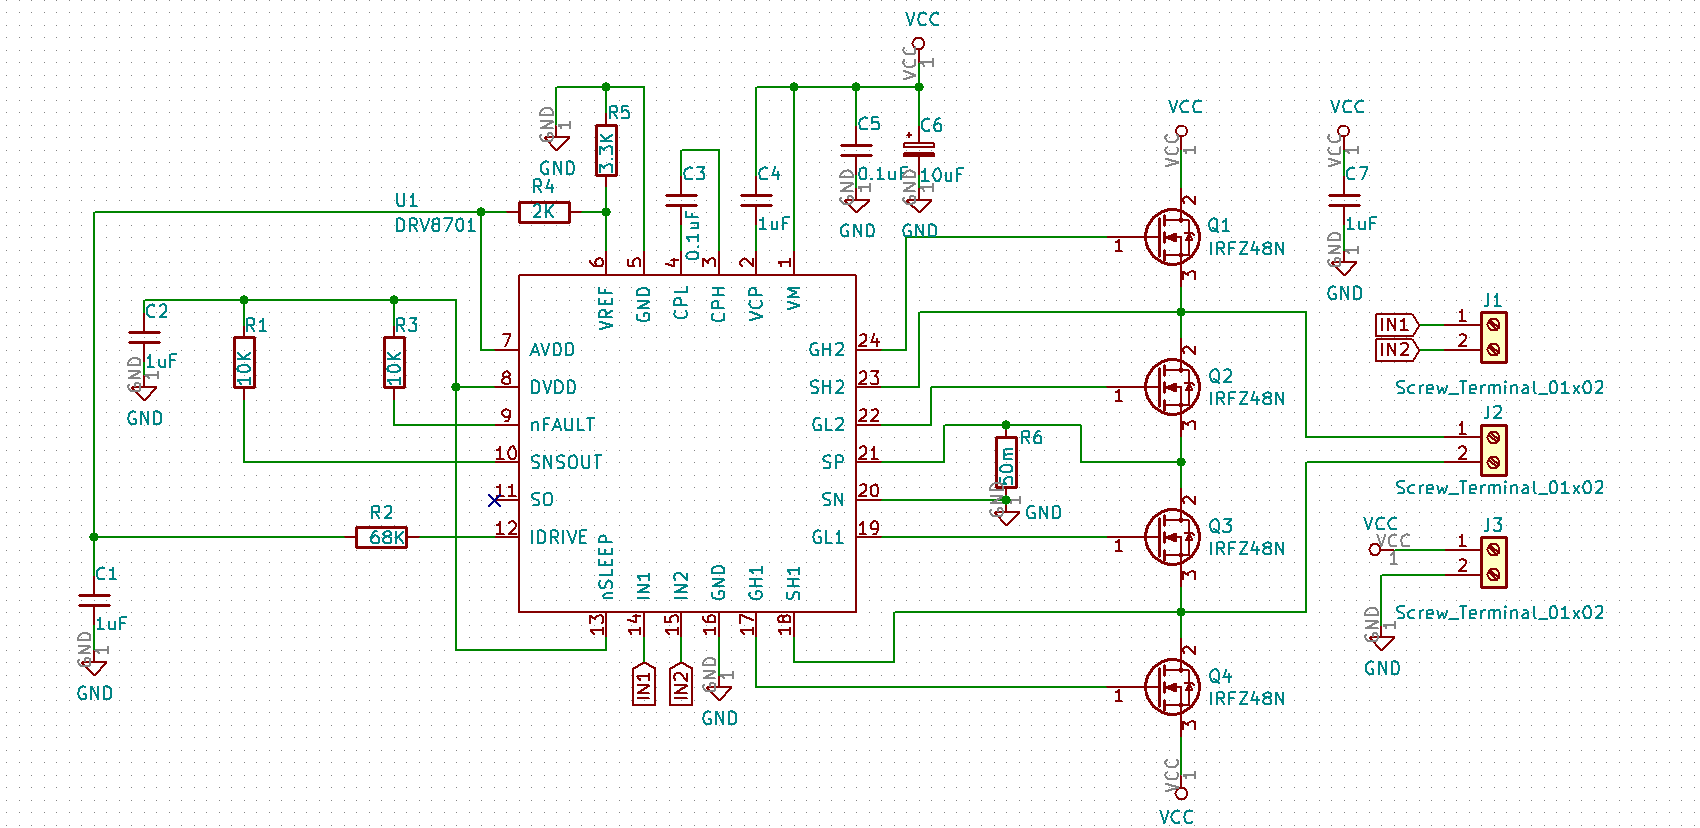 VCC
VCC
1
GND
1
GND
R5
3.3K
R4
2K
C3
0.1uF
C4
1uF
C5
0.1uF
GND
1
GND
C6
10uF
GND
1
GND
VCC
VCC
1
VCC
VCC
1
C7
1uF
GND
1
GND
U1
DRV8701
6
5
4
3
2
1
VREF
GND
CPL
CPH
VCP
VM
C2
1uF
GND
1
GND
R1
10K
R3
10K
7
AVDD
8
DVDD
9
nFAULT
10
SNSOUT
11
SO
12
IDRIVE
R2
68K
C1
1uF
GND
1
GND
GH2
24
SH2
23
GL2
22
SP
21
SN
20
GL1
19
nSLEEP
IN1
IN2
GND
GH1
SH1
13
14
15
16
17
18
IN1
IN2
GND
1
GND
R6
50m
GND
1
GND
2
Q1
IRFZ48N
1
3
2
Q2
IRFZ48N
1
3
2
Q3
IRFZ48N
1
3
2
Q4
IRFZ48N
1
3
VCC
1
VCC
J1
IN1
1
IN2
2
Screw_Terminal_01x02
J2
1
2
Screw_Terminal_01x02
J3
VCC
VCC
1
1
2
GND
1
GND
Screw_Terminal_01x02